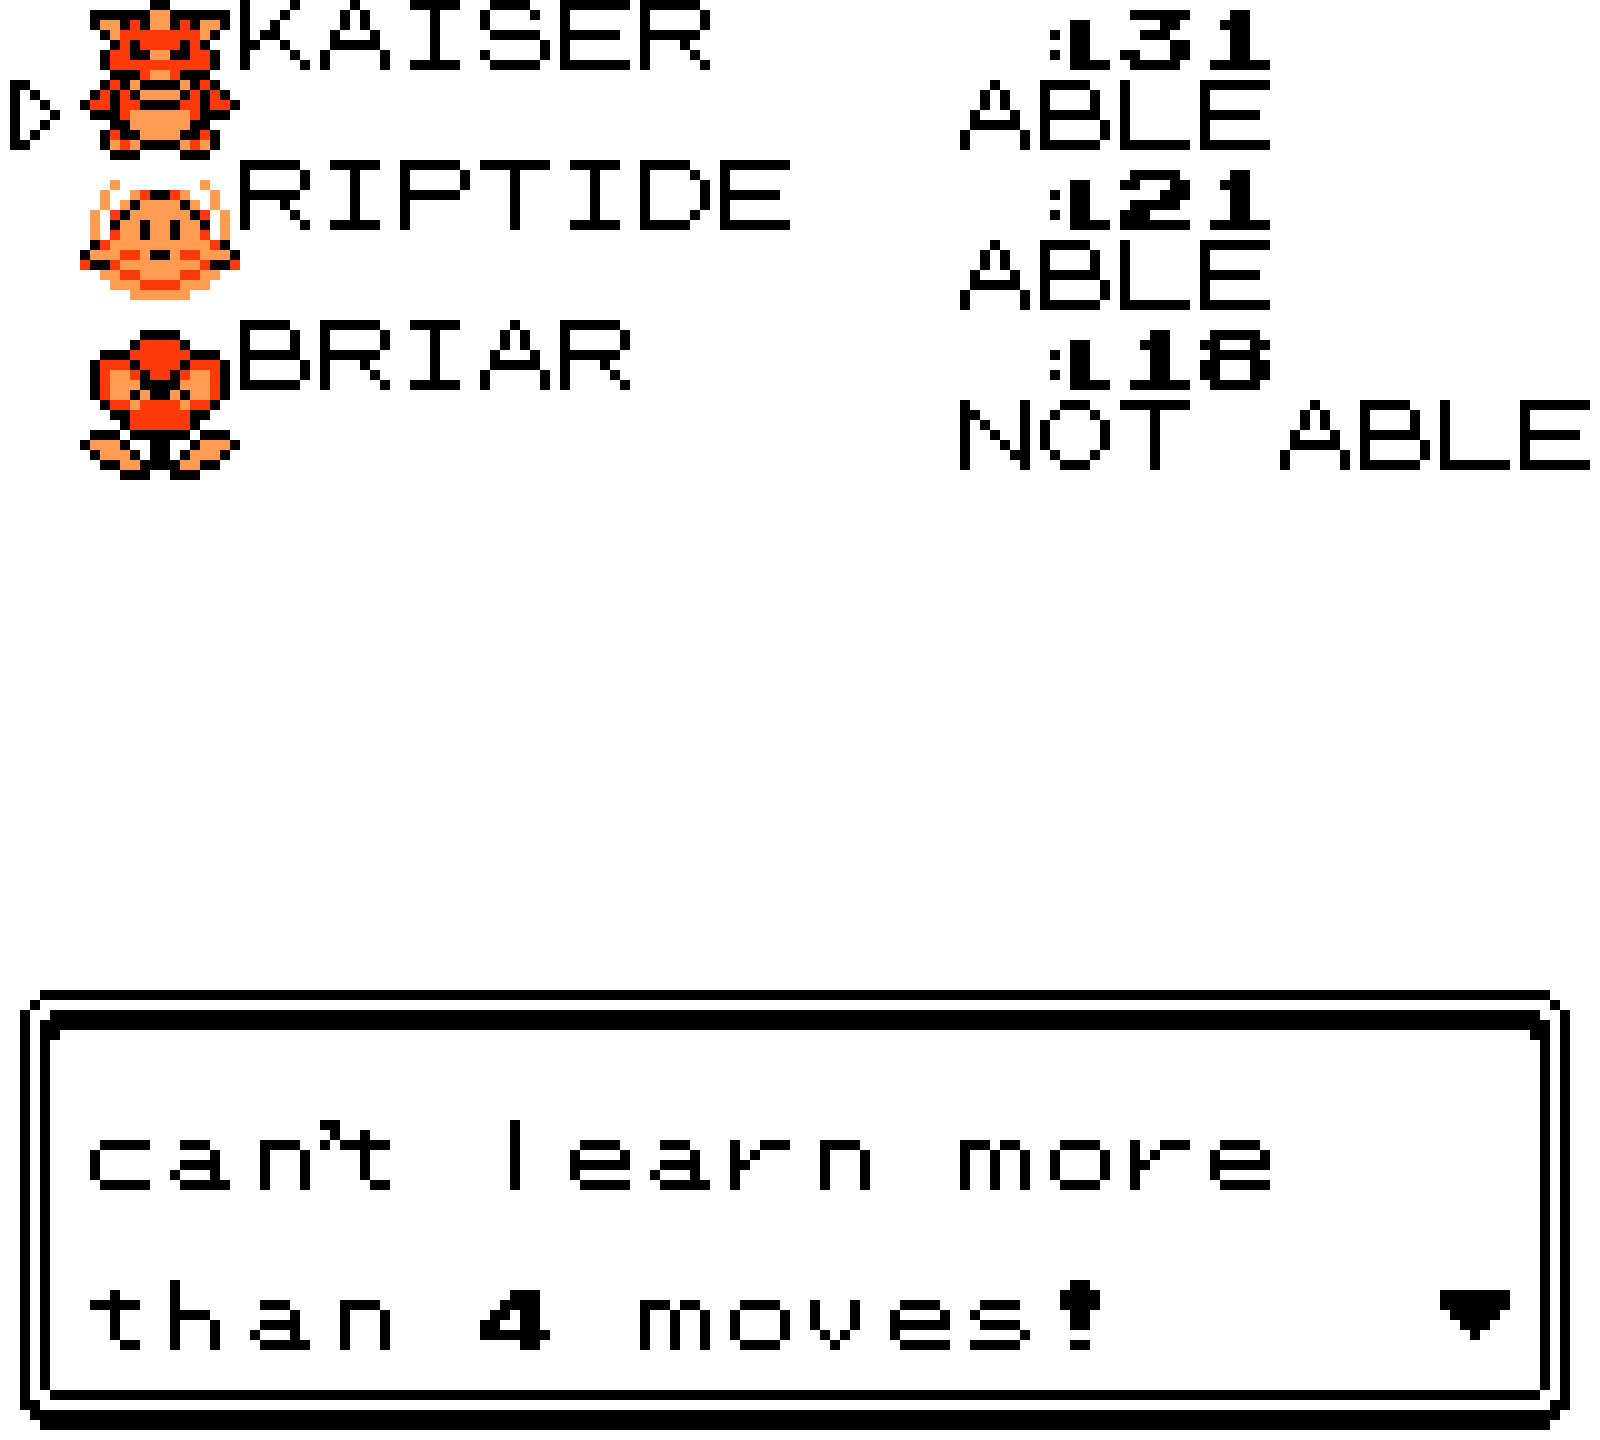 KAISER :L31
ABLE
RIPTIDE :L21
ABLE
BRIAR :L18
NOT ABLE
can't learn more
than 4 moves!